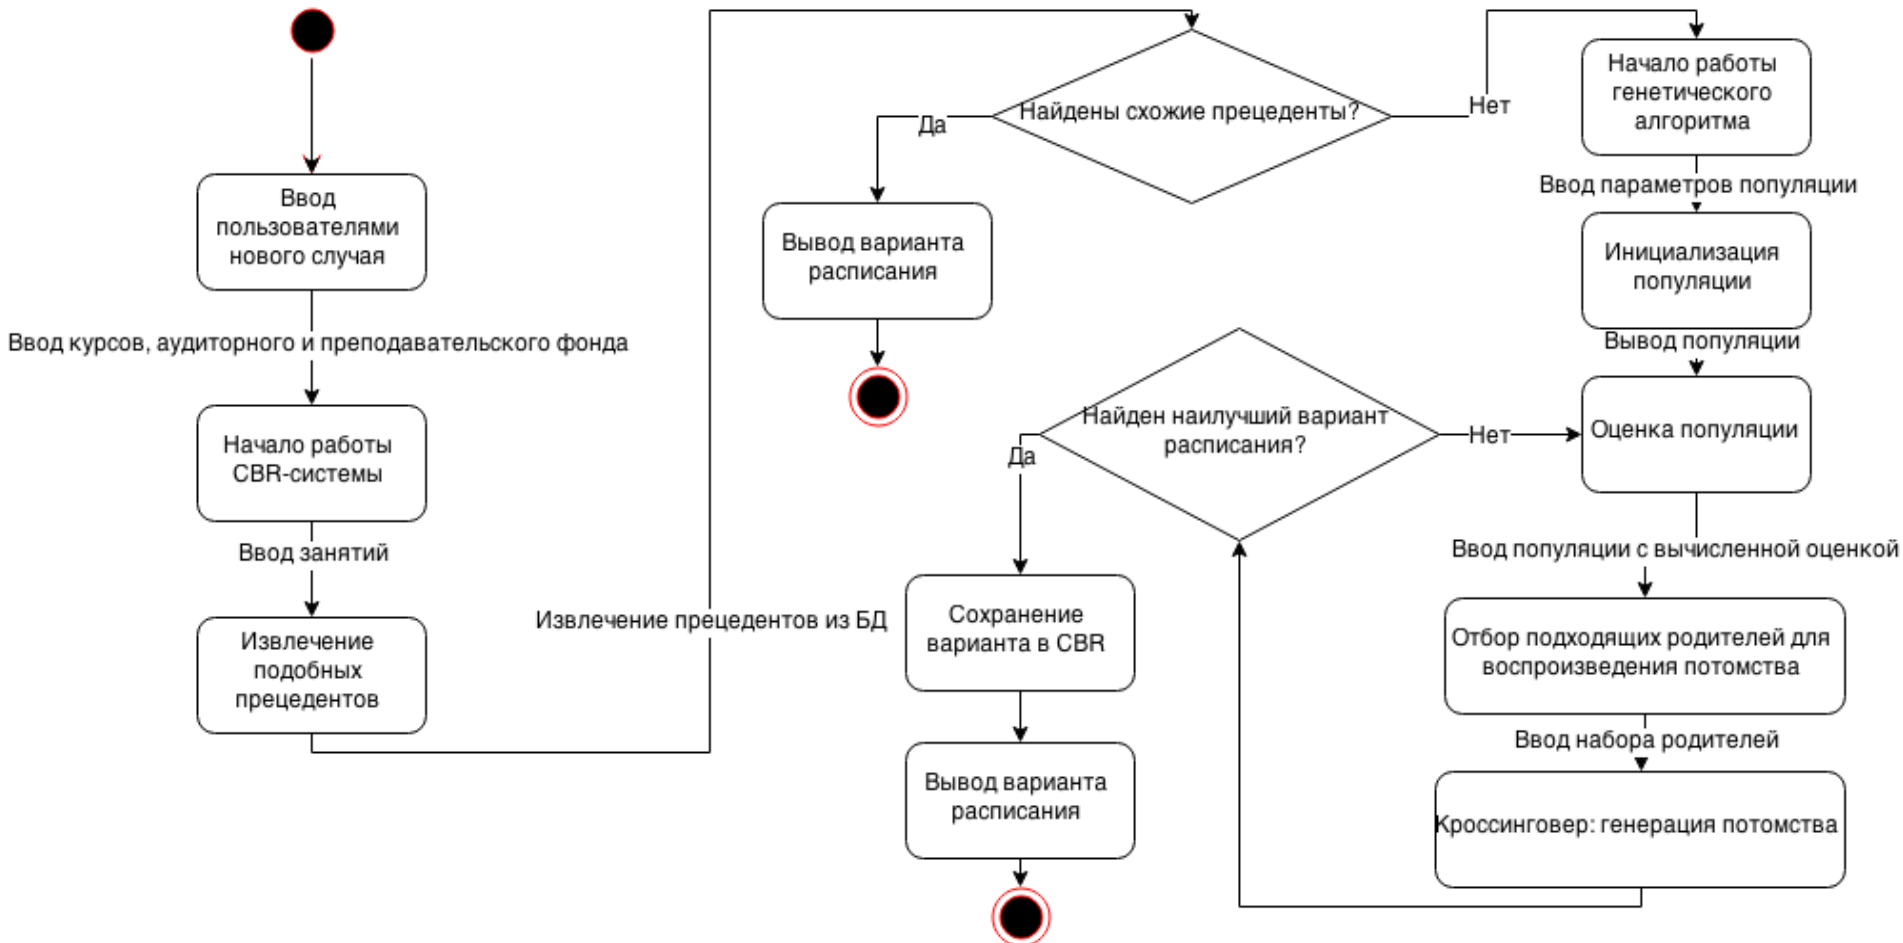 Ввод
пользователями
нового случая
Ввод курсов, аудиторного и преподавательского фонда
Начало работы
CBR-системы
Ввод занятий
Извлечение
подобных
прецедентов
Извлечение прецедентов из БД
Найдены схожие прецеденты?
Да
Вывод варианта
расписания
Нет
Начало работы
генетического
алгоритма
Ввод параметров популяции
Инициализация
популяции
Вывод популяции
Оценка популяции
Ввод популяции с вычисленной оценкой
Отбор подходящих родителей для
воспроизведения потомства
Ввод набора родителей
Кроссинговер: генерация потомства
Найден наилучший вариант
расписания?
Нет
Да
Сохранение
варианта в CBR
Вывод варианта
расписания